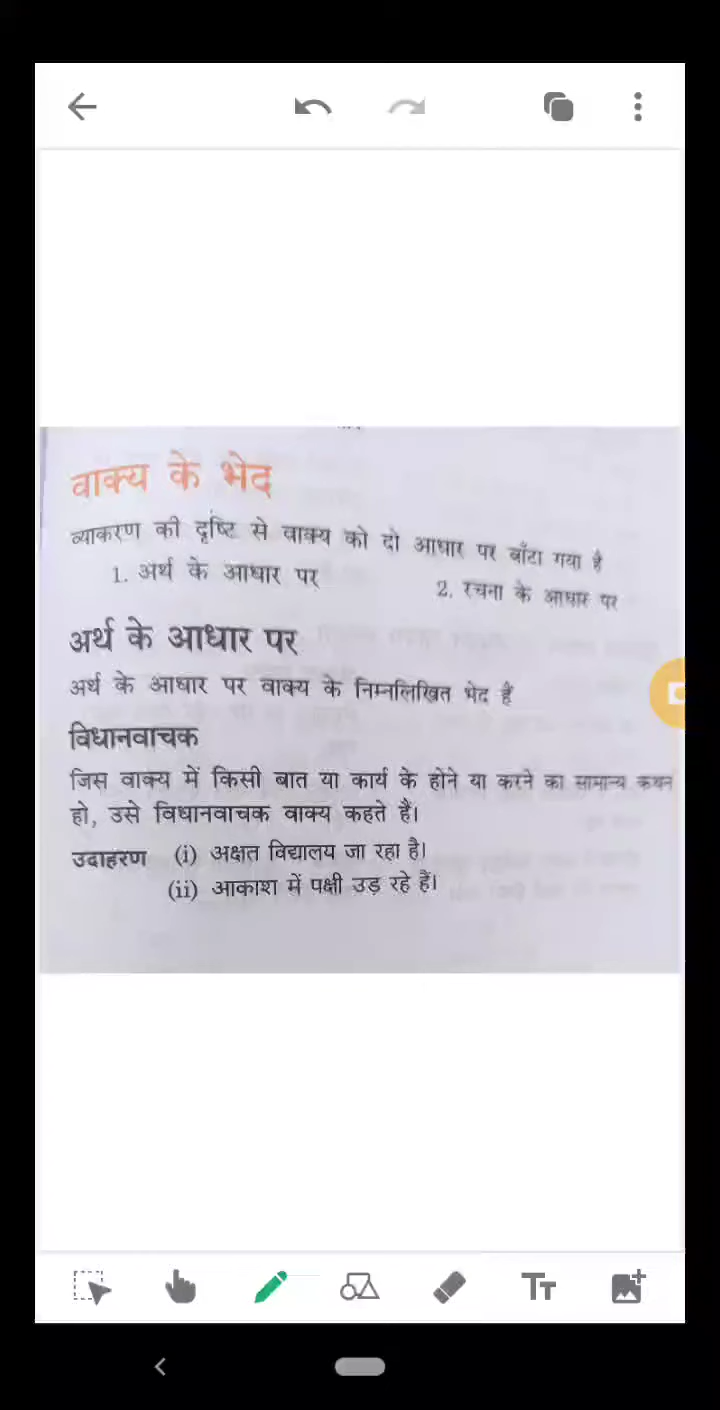 वाक्य के भेद
व्याकरण की दृष्टि से वाक्य को दो आधार पर बाँटा गया है
1. अर्थ के आधार पर 2. रचना के आधार पर
अर्थ के आधार पर
अर्थ के आधार पर वाक्य के निम्नलिखित भेद हैं
विधानवाचक
जिस वाक्य में किसी बात या कार्य के होने या करने का सामान्य कथन
हो, उसे विधानवाचक वाक्य कहते हैं।
उदाहरण (i) अक्षत विद्यालय जा रहा है।
(ii) आकाश में पक्षी उड़ रहे हैं।
TT